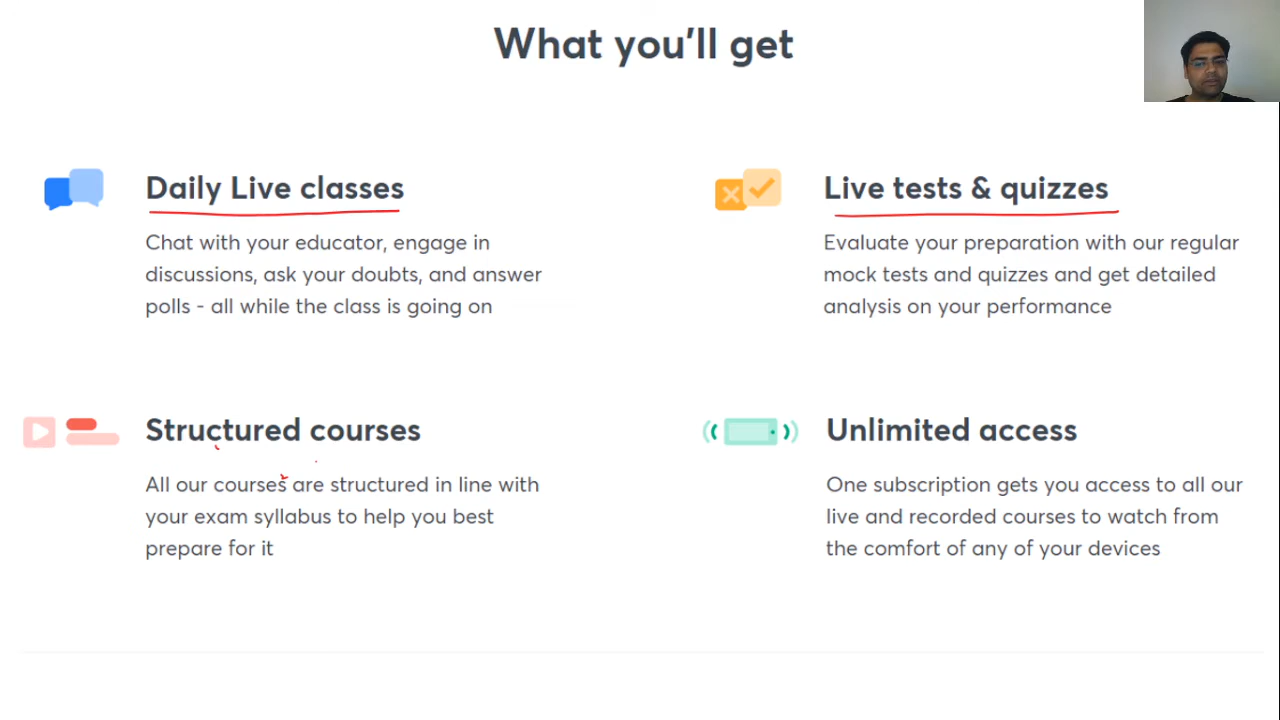 What you'll get
Daily Live classes
Chat with your educator, engage in
discussions, ask your doubts, and answer
polls - all while the class is going on
Live tests & quizzes
Evaluate your preparation with our regular
mock tests and quizzes and get detailed
analysis on your performance
Structured courses
All our courses are structured in line with
your exam syllabus to help you best
prepare for it
Unlimited access
One subscription gets you access to all our
live and recorded courses to watch from
the comfort of any of your devices